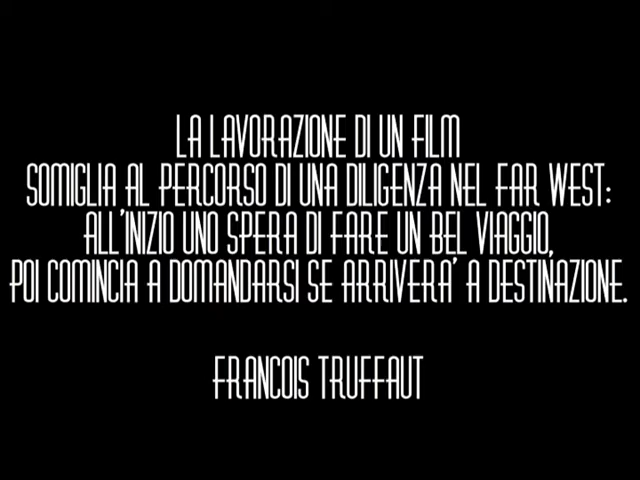 LA LAVORAZIONE DI UN FILM
SOMIGLIA AL PERCORSO DI UNA DILIGENZA NEL FAR WEST:
ALL'INIZIO UNO SPERA DI FARE UN BEL VIAGGIO,
POI COMINCIA A DOMANDARSI SE ARRIVERA' A DESTINAZIONE.
FRANCOIS TRUFFAUT